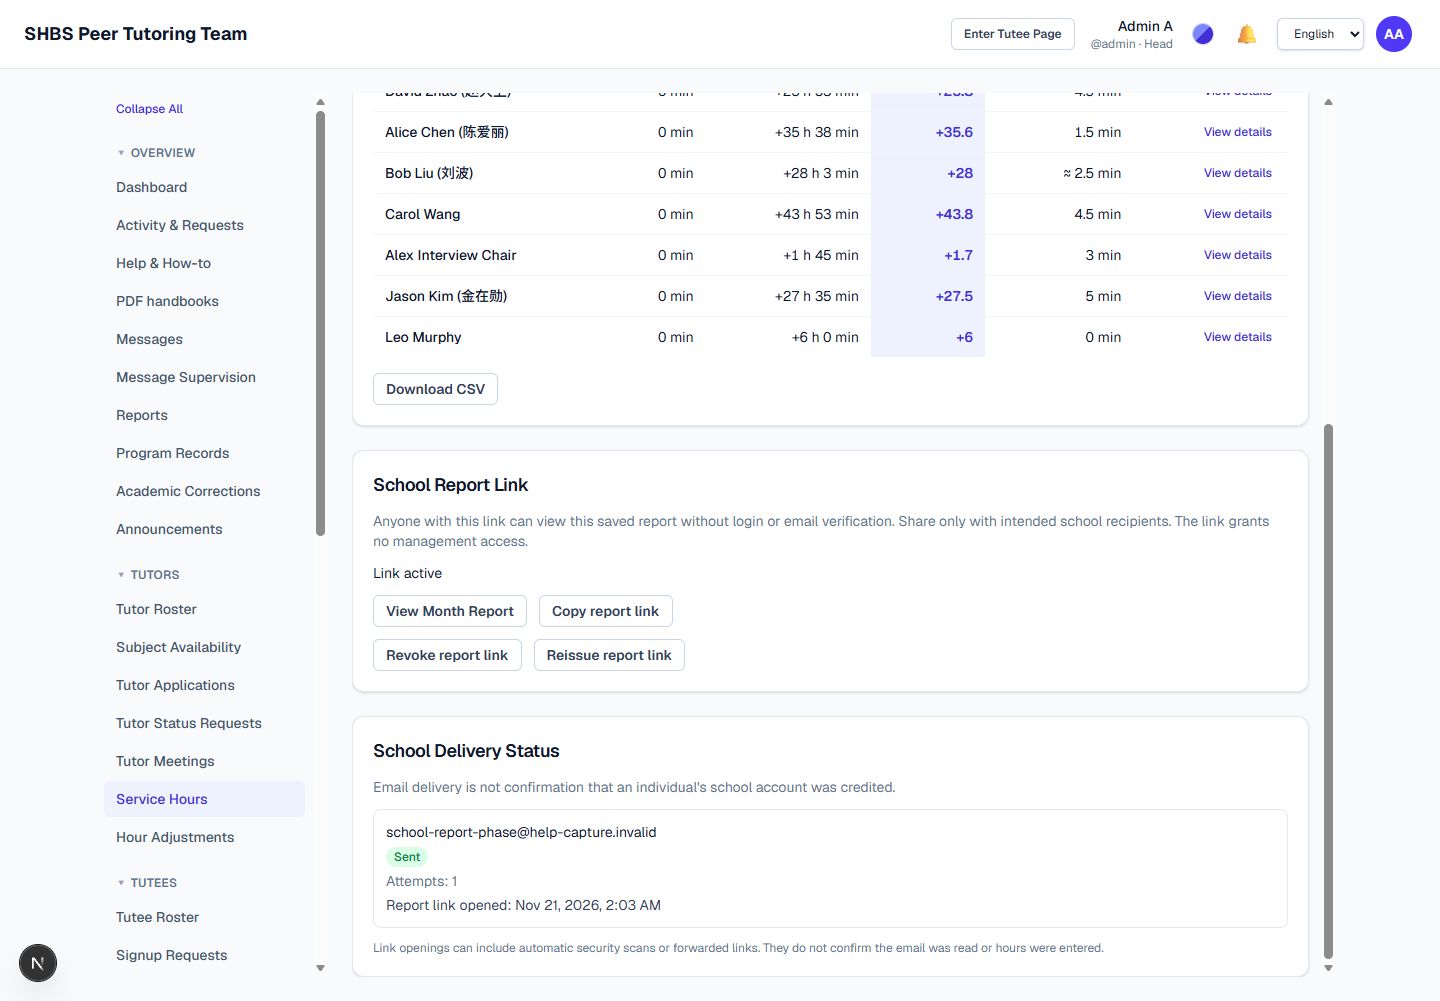 SHBS Peer Tutoring Team
Enter Tutee Page
Admin A
@admin · Head
English
AA
Collapse All
OVERVIEW
Dashboard
Activity & Requests
Help & How-to
PDF handbooks
Messages
Message Supervision
Reports
Program Records
Academic Corrections
Announcements
TUTORS
Tutor Roster
Subject Availability
Tutor Applications
Tutor Status Requests
Tutor Meetings
Service Hours
Hour Adjustments
TUTEES
Tutee Roster
Signup Requests
N
Alice Chen (陈爱丽) 0 min +35 h 38 min +35.6 1.5 min View details
Bob Liu (刘波) 0 min +28 h 3 min +28 ≈ 2.5 min View details
Carol Wang 0 min +43 h 53 min +43.8 4.5 min View details
Alex Interview Chair 0 min +1 h 45 min +1.7 3 min View details
Jason Kim (金在勋) 0 min +27 h 35 min +27.5 5 min View details
Leo Murphy 0 min +6 h 0 min +6 0 min View details
Download CSV
School Report Link
Anyone with this link can view this saved report without login or email verification. Share only with intended school recipients. The link grants
no management access.
Link active
View Month Report Copy report link
Revoke report link Reissue report link
School Delivery Status
Email delivery is not confirmation that an individual's school account was credited.
school-report-phase@help-capture.invalid
Sent
Attempts: 1
Report link opened: Nov 21, 2026, 2:03 AM
Link openings can include automatic security scans or forwarded links. They do not confirm the email was read or hours were entered.